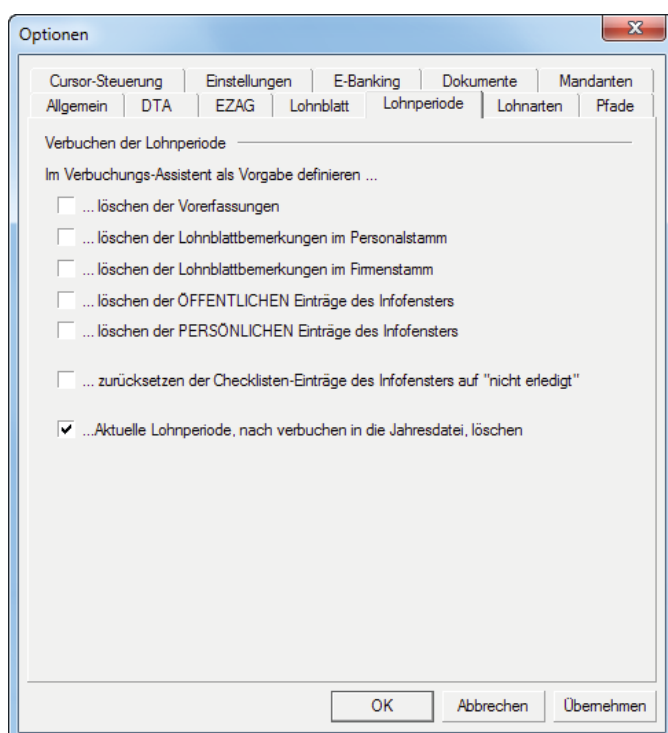 Optionen
Cursor-Steuerung Einstellungen E-Banking Dokumente Mandanten
Allgemein DTA EZAG Lohnblatt Lohnperiode Lohnarten Pfade
Verbuchen der Lohnperiode
Im Verbuchungs-Assistent als Vorgabe definieren ...
... löschen der Vorerfassungen
... löschen der Lohnblattbemerkungen im Personalstamm
... löschen der Lohnblattbemerkungen im Firmenstamm
... löschen der ÖFFENTLICHEN Einträge des Infofensters
... löschen der PERSÖNLICHEN Einträge des Infofensters
... zurücksetzen der Checklisten-Einträge des Infofensters auf "nicht erledigt"
...Aktuelle Lohnperiode, nach verbuchen in die Jahresdatei, löschen
OK Abbrechen Übernehmen